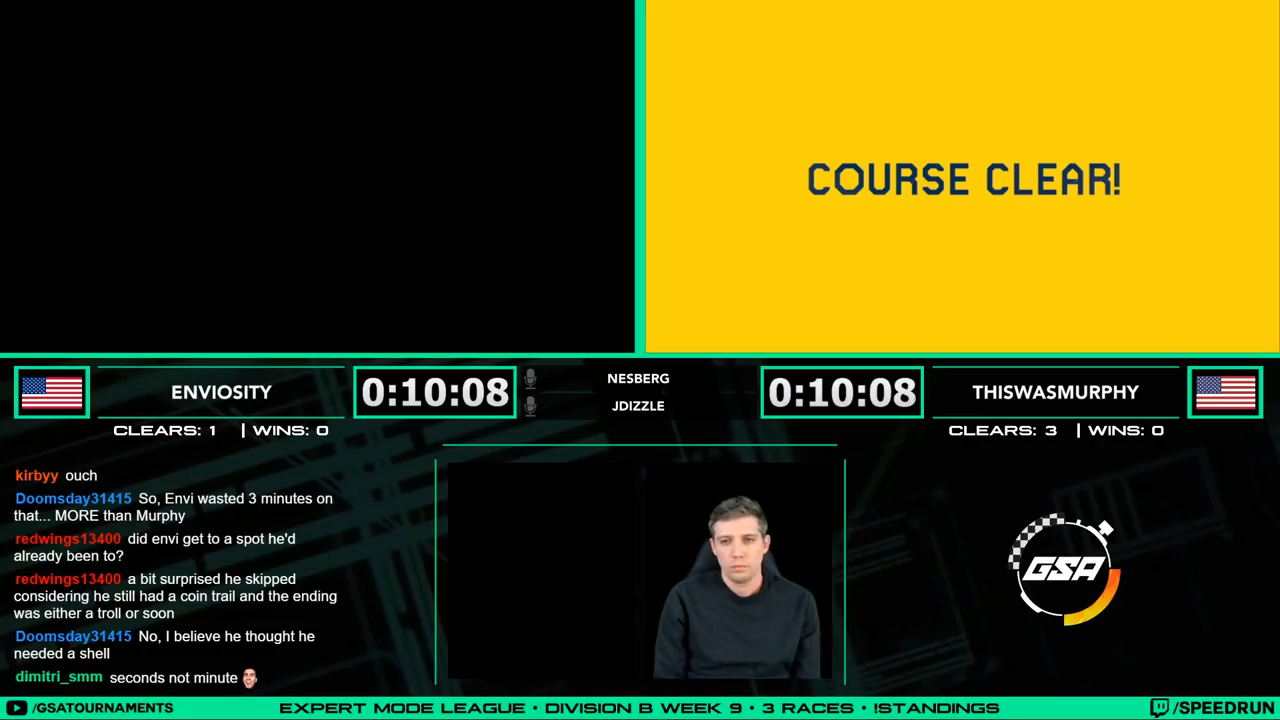 COURSE CLEAR!
ENVIOSITY
0:10:08
NESBERG
JDIZZLE
0:10:08
THISWASMURPHY
CLEARS: 1 | WINS: 0
CLEARS: 3 | WINS: 0
kirbyy ouch
Doomsday31415 So, Envi wasted 3 minutes on
that... MORE than Murphy
redwings13400 did envi get to a spot he'd
already been to?
redwings13400 a bit surprised he skipped
considering he still had a coin trail and the ending
was either a troll or soon
Doomsday31415 No, I believe he thought he
needed a shell
dimitri_smm seconds not minute
GSA
/GSATOURNAMENTS
EXPERT MODE LEAGUE • DIVISION B WEEK 9 • 3 RACES • !STANDINGS
/SPEEDRUN